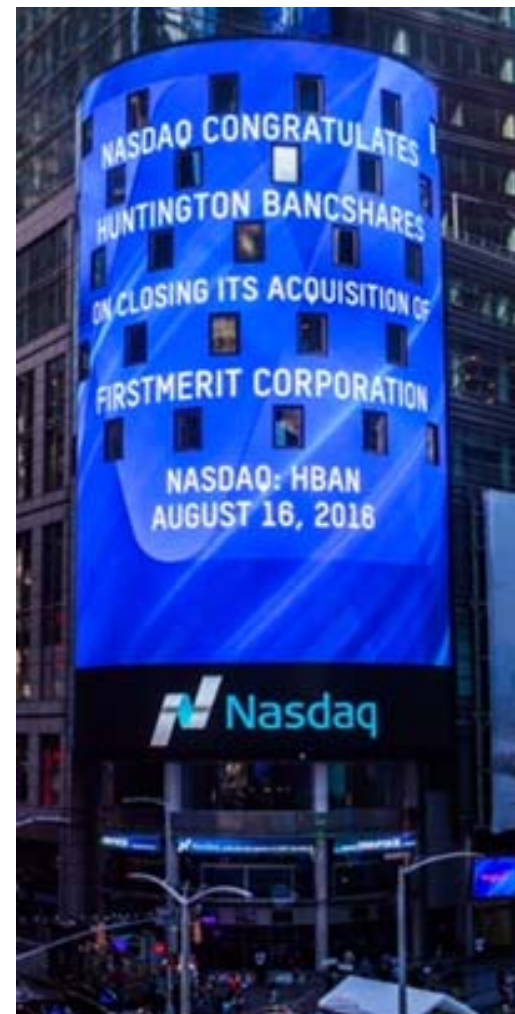 NASDAQ CONGRATULATES
HUNTINGTON BANCSHARES
ON CLOSING ITS ACQUISITION OF
FIRSTMERIT CORPORATION
NASDAQ: HBAN
AUGUST 16, 2016
Nasdaq